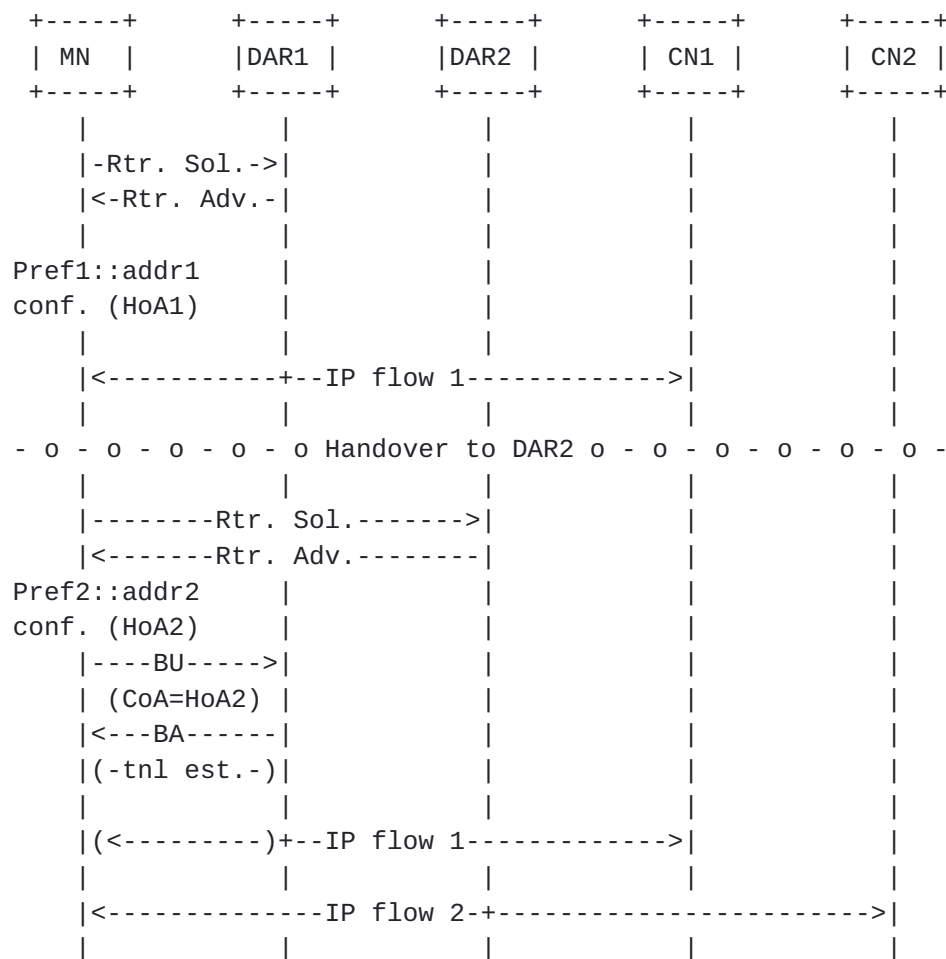 +-----+      +-----+      +-----+      +-----+      +-----+
| MN  |      |DAR1 |      |DAR2 |      | CN1 |      | CN2 |
+-----+      +-----+      +-----+      +-----+      +-----+
    |            |            |            |            |
    |-Rtr. Sol.->|            |            |            |
    |<-Rtr. Adv.-|            |            |            |
    |            |            |            |            |
Pref1::addr1     |            |            |            |
conf. (HoA1)     |            |            |            |
    |            |            |            |            |
    |<-----------+--IP flow 1------------->|            |
    |            |            |            |            |
- o - o - o - o - o Handover to DAR2 o - o - o - o - o -
    |            |            |            |            |
    |--------Rtr. Sol.------->|            |            |
    |<-------Rtr. Adv.--------|            |            |
Pref2::addr2     |            |            |            |
conf. (HoA2)     |            |            |            |
    |----BU----->|            |            |            |
    | (CoA=HoA2) |            |            |            |
    |<---BA------|            |            |            |
    |(-tnl est.-)|            |            |            |
    |            |            |            |            |
    |(<---------)+--IP flow 1------------->|            |
    |            |            |            |            |
    |<--------------IP flow 2-+------------------------>|
    |            |            |            |            |